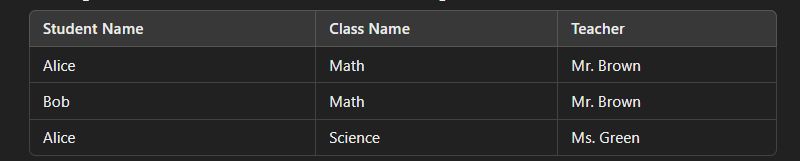 Student Name Class Name Teacher
Alice Math Mr. Brown
Bob Math Mr. Brown
Alice Science Ms. Green